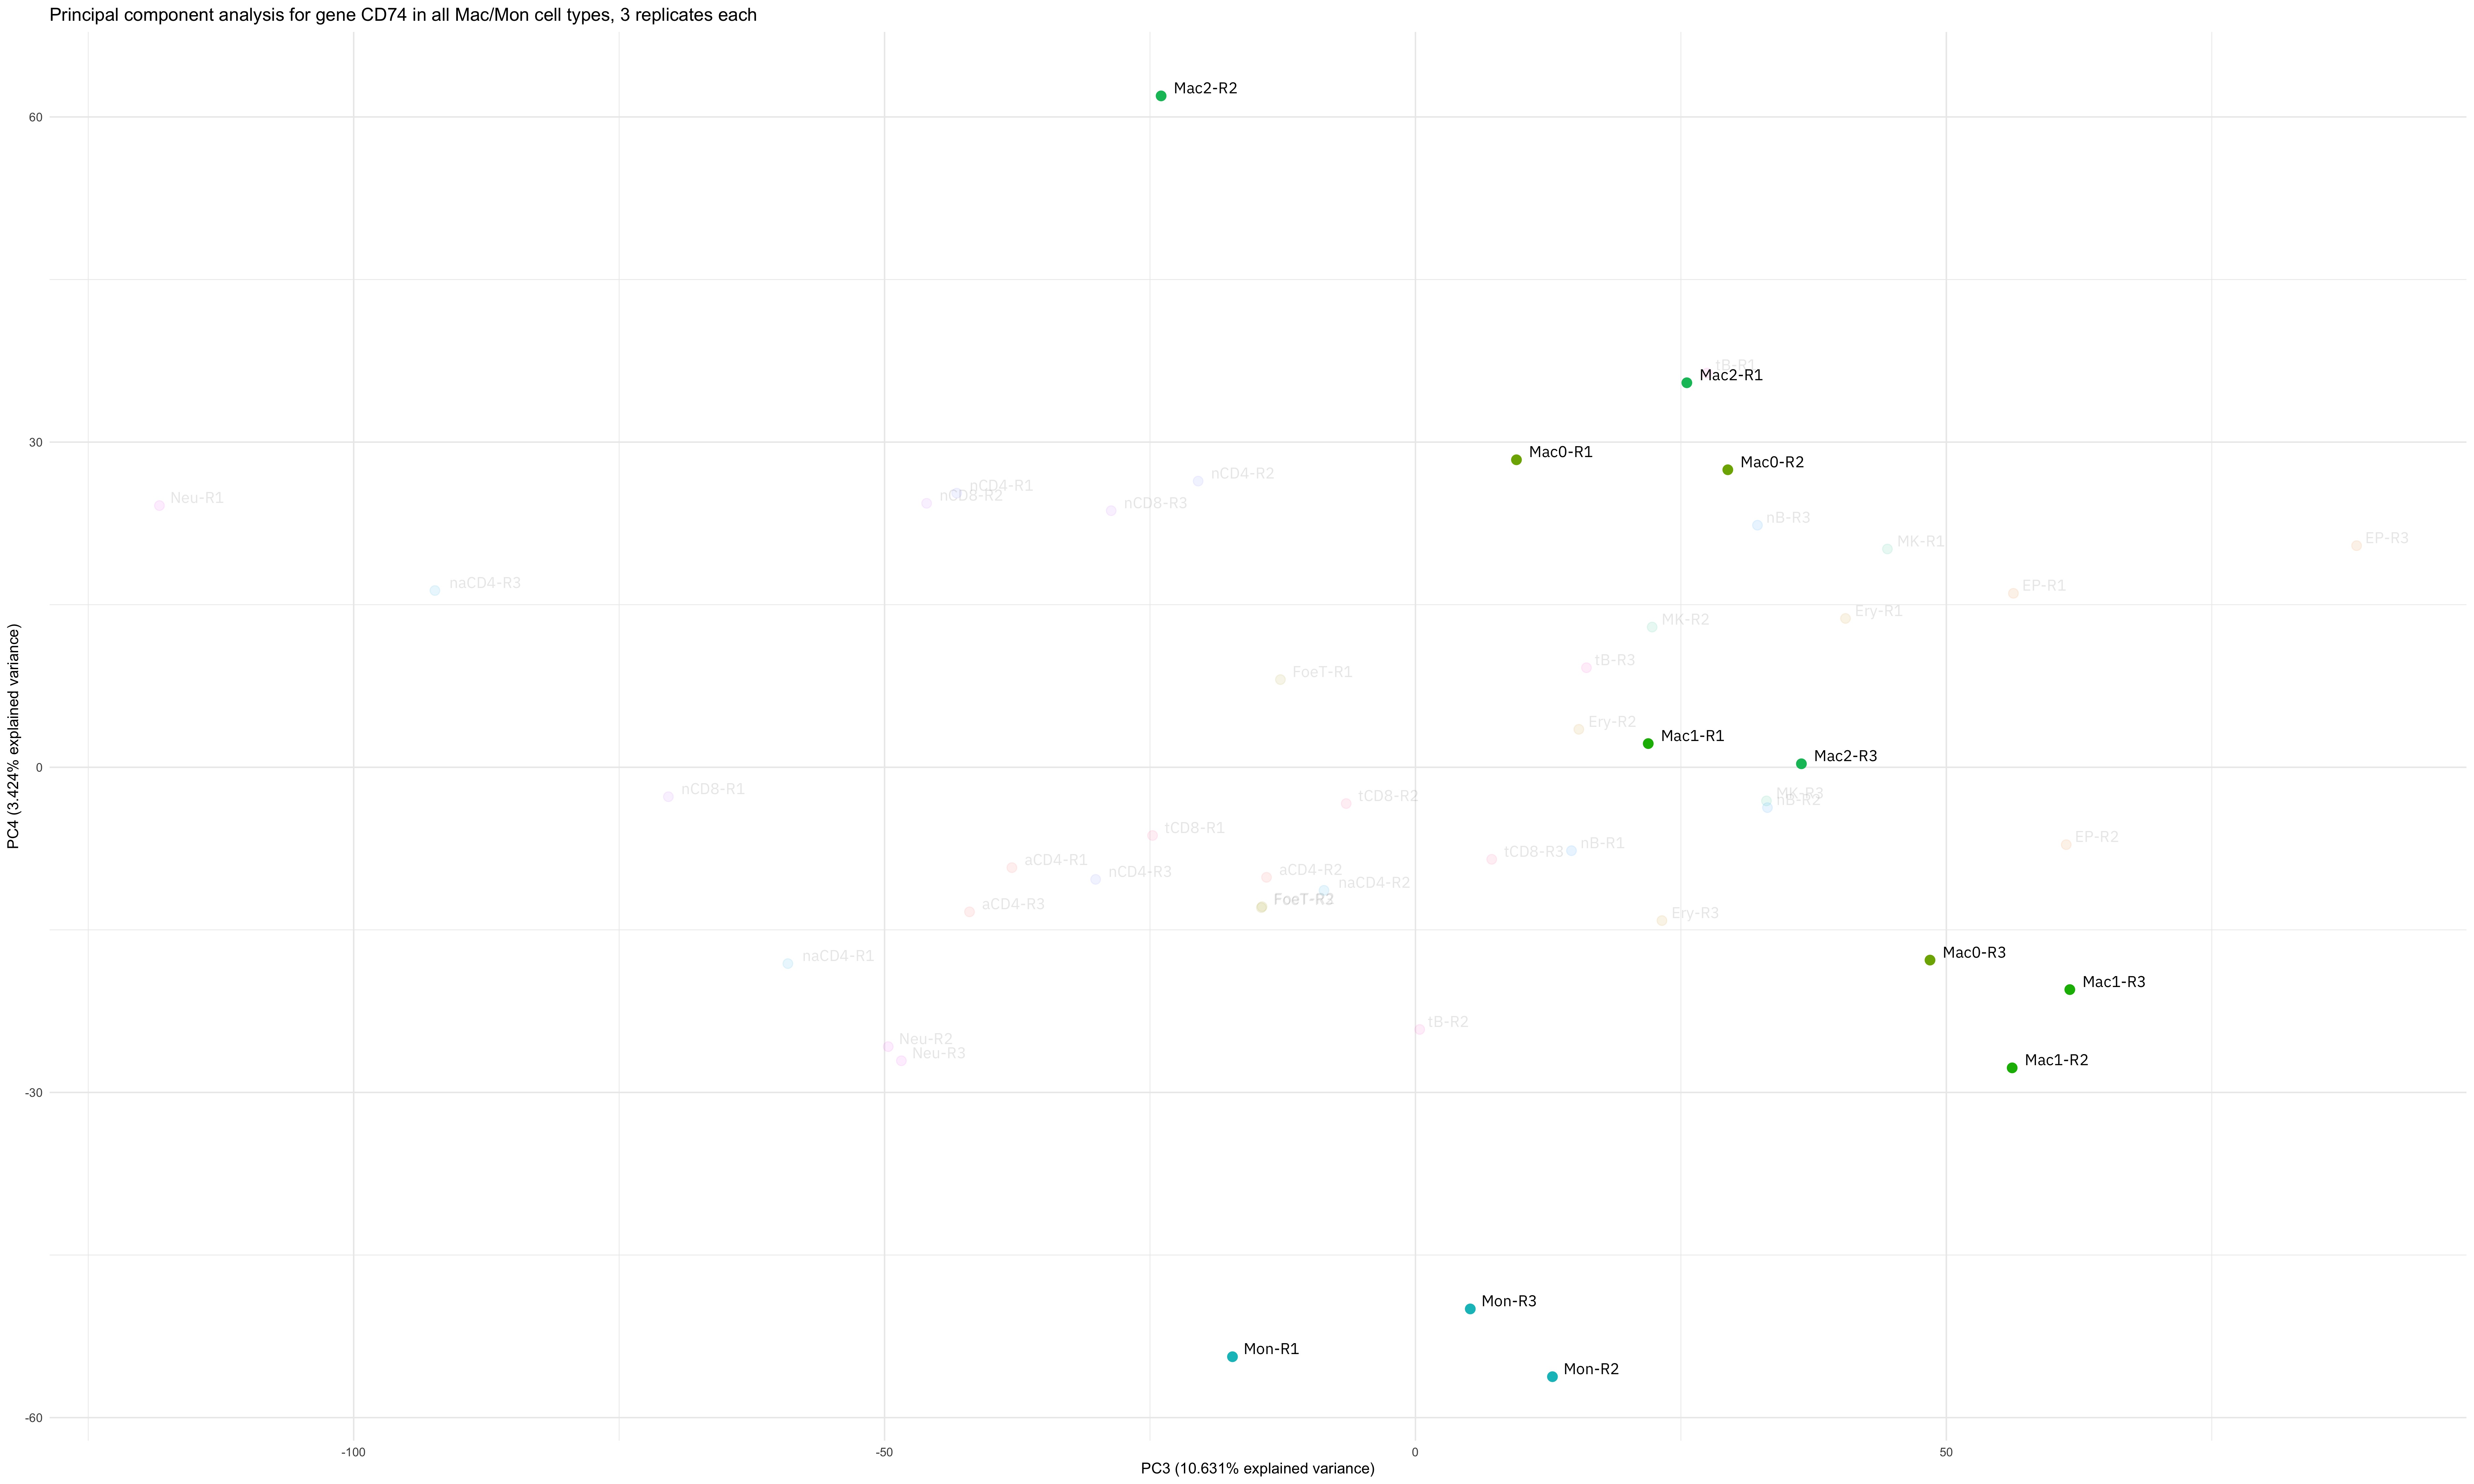 Principal component analysis for gene CD74 in all Mac/Mon cell types, 3 replicates each
Mac2-R2
60
tB-R1
Mac2-R1
30
Mac0-R1
Mac0-R2
nCD4-R2
nCD4-R1
nCD8-R2
Neu-R1
nCD8-R3
nB-R3
MK-R1
EP-R3
naCD4-R3
EP-R1
Ery-R1
MK-R2
tB-R3
FoeT-R1
Ery-R2
Mac1-R1
Mac2-R3
0
nCD8-R1
tCD8-R2
MK-R3
nB-R2
tCD8-R1
EP-R2
nB-R1
tCD8-R3
aCD4-R1
nCD4-R3
aCD4-R2
naCD4-R2
aCD4-R3
Ery-R3
naCD4-R1
Mac0-R3
Mac1-R3
tB-R2
Neu-R2
Neu-R3
Mac1-R2
-30
Mon-R3
Mon-R1
Mon-R2
-60
-100
-50
0
50
PC3 (10.631% explained variance)
PC4 (3.424% explained variance)